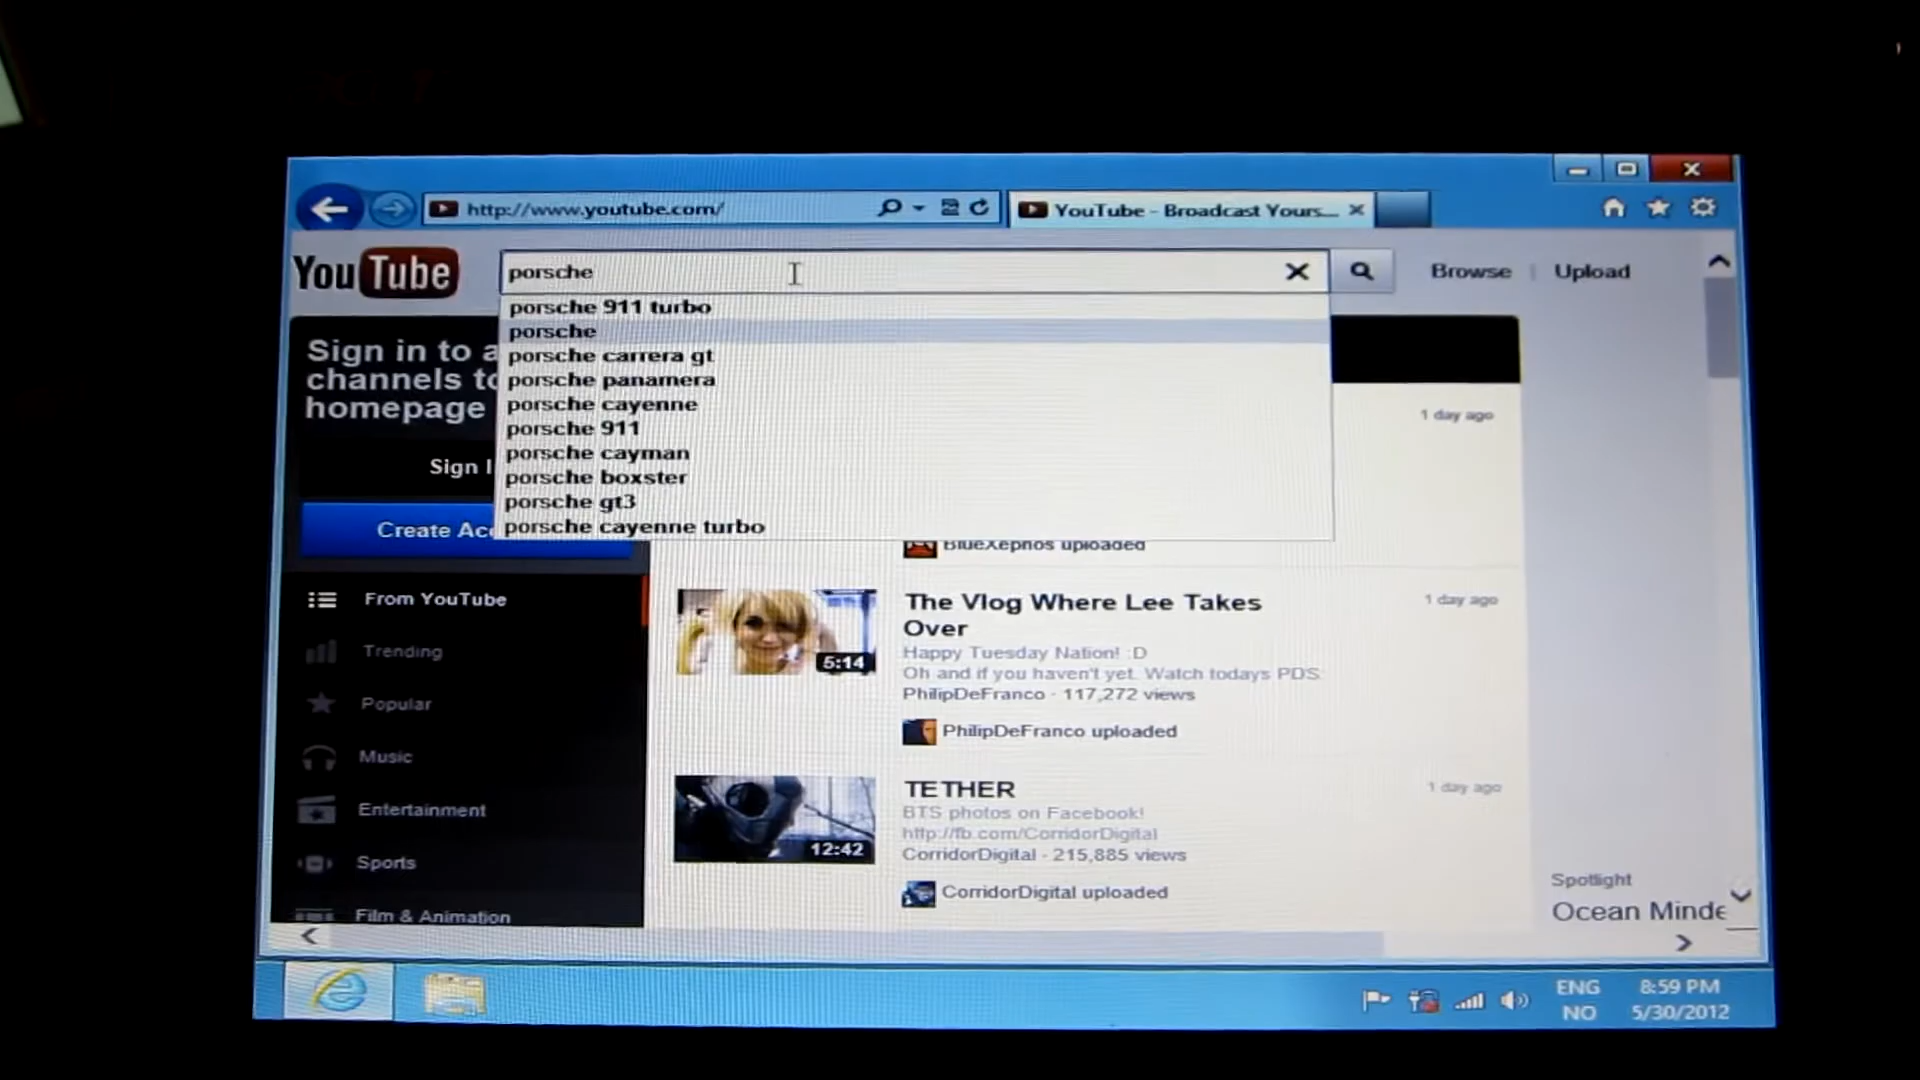 http://www.youtube.com/
YouTube - Broadcast Yours...
YouTube
porsche
Browse
Upload
porsche 911 turbo
porsche
porsche carrera gt
porsche panamera
porsche cayenne
porsche 911
porsche cayman
porsche boxster
porsche gt3
porsche cayenne turbo
Sign in to a
channels to
homepage
Sign I
Create Acc
From YouTube
Trending
Popular
Music
Entertainment
Sports
Film & Animation
1 day ago
BlueXephos uploaded
5:14
The Vlog Where Lee Takes
Over
1 day ago
Happy Tuesday Nation! :D
Oh and if you haven't yet. Watch todays PDS:
PhilipDeFranco · 117,272 views
PhilipDeFranco uploaded
12:42
TETHER
1 day ago
BTS photos on Facebook!
http://fb.com/CorridorDigital
CorridorDigital · 215,885 views
CorridorDigital uploaded
Spotlight
Ocean Minde
ENG
NO
8:59 PM
5/30/2012